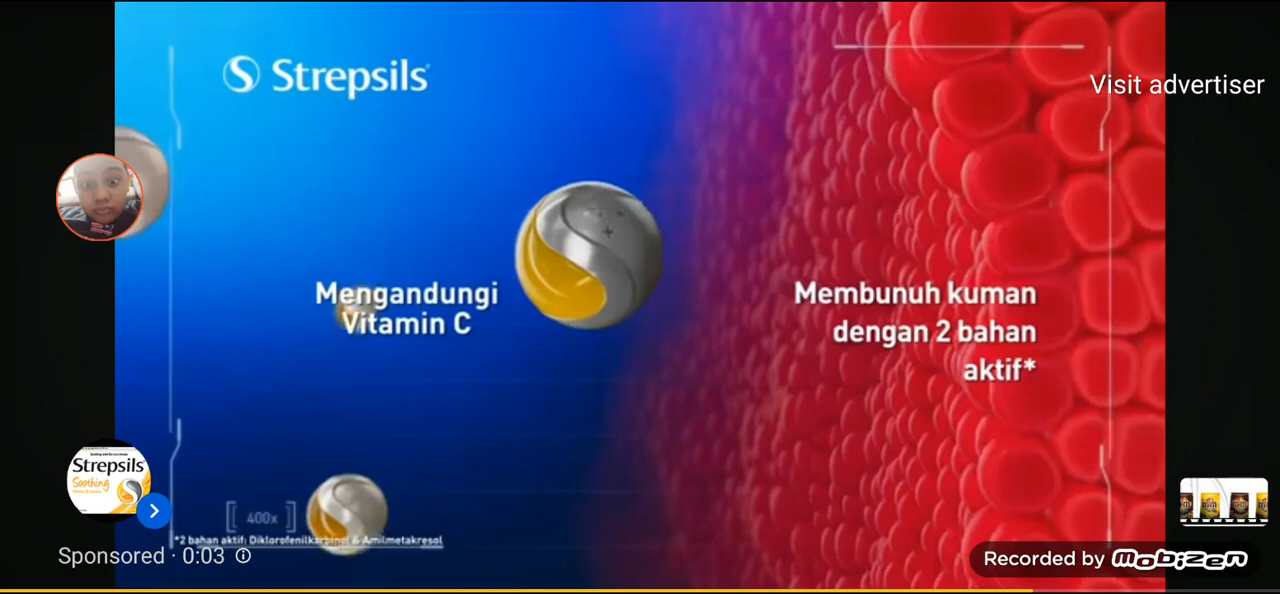 Strepsils
Visit advertiser
Mengandungi
Vitamin C
Membunuh kuman
dengan 2 bahan
aktif*
Strepsils
Soothing
400x
*2 bahan aktif: Diklorofenilkarbinol & Amilmetakresol
Sponsored · 0:03
Recorded by mobizen